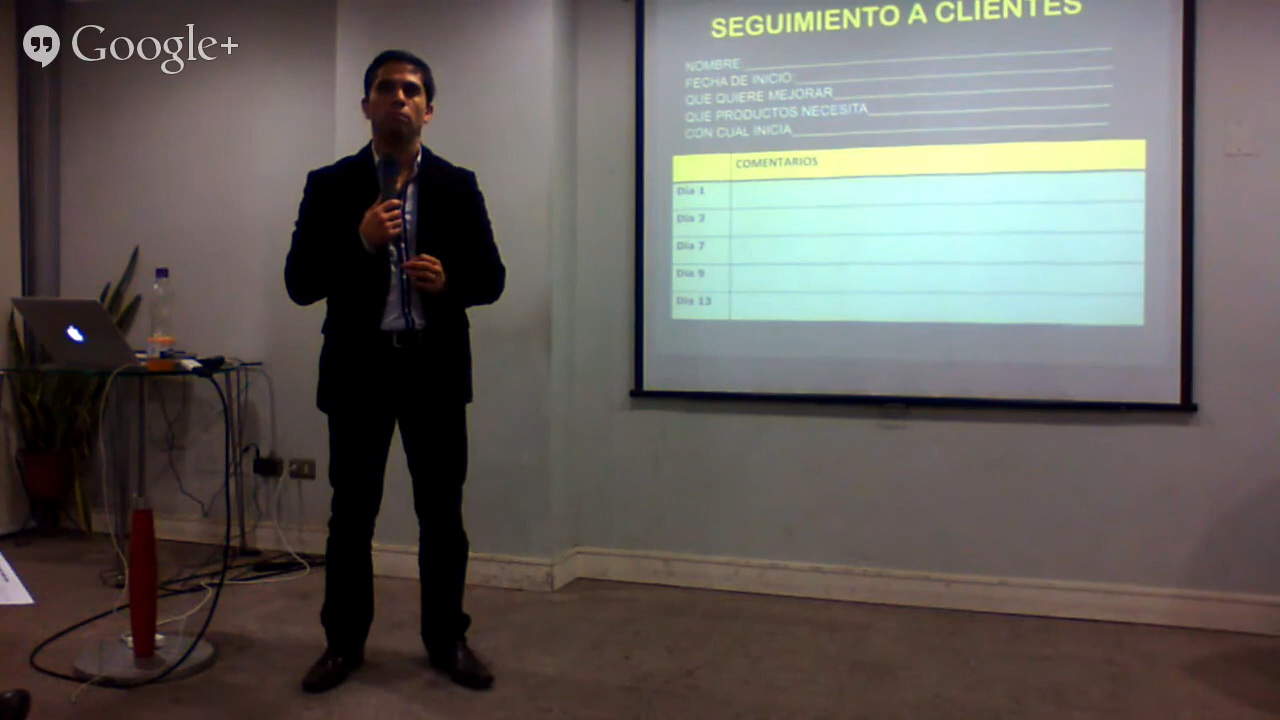 Google+
SEGUIMIENTO A CLIENTES
NOMBRE:
FECHA DE INICIO:
QUE QUIERE MEJORAR
QUE PRODUCTOS NECESITA
CON CUAL INICIA
COMENTARIOS
Día 1
Día 3
Día 7
Día 9
Día 13